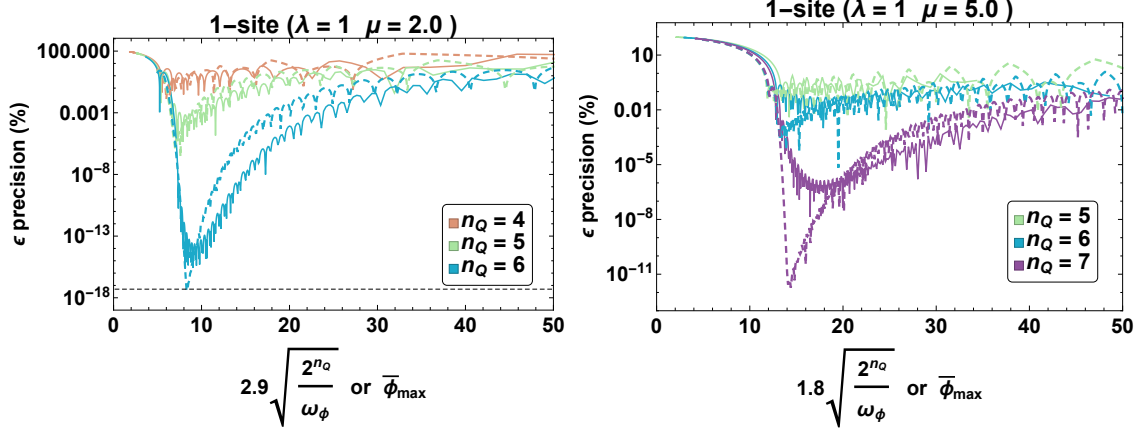 1-site (λ = 1 μ = 2.0 )
100.000
0.001
10⁻⁸
10⁻¹³
10⁻¹⁸
ϵ precision (%)
n_Q = 4
n_Q = 5
n_Q = 6
0 10 20 30 40 50
2.9 √(2^{n_Q}/ω_ϕ) or ϕ̅_max
1-site (λ = 1 μ = 5.0 )
10
0.01
10⁻⁵
10⁻⁸
10⁻¹¹
ϵ precision (%)
n_Q = 5
n_Q = 6
n_Q = 7
0 10 20 30 40 50
1.8 √(2^{n_Q}/ω_ϕ) or ϕ̅_max